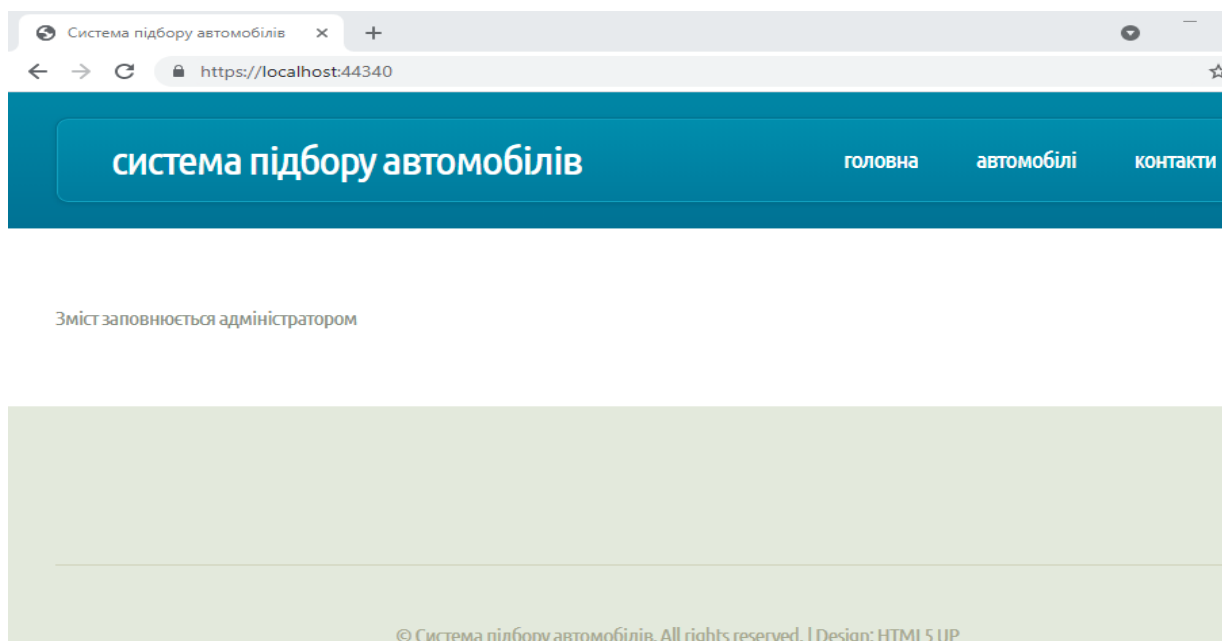 Система підбору автомобілів
https://localhost:44340
система підбору автомобілів головна автомобілі контакти
Зміст заповнюється адміністратором
© Система підбору автомобілів. All rights reserved. | Design: HTML5 UP